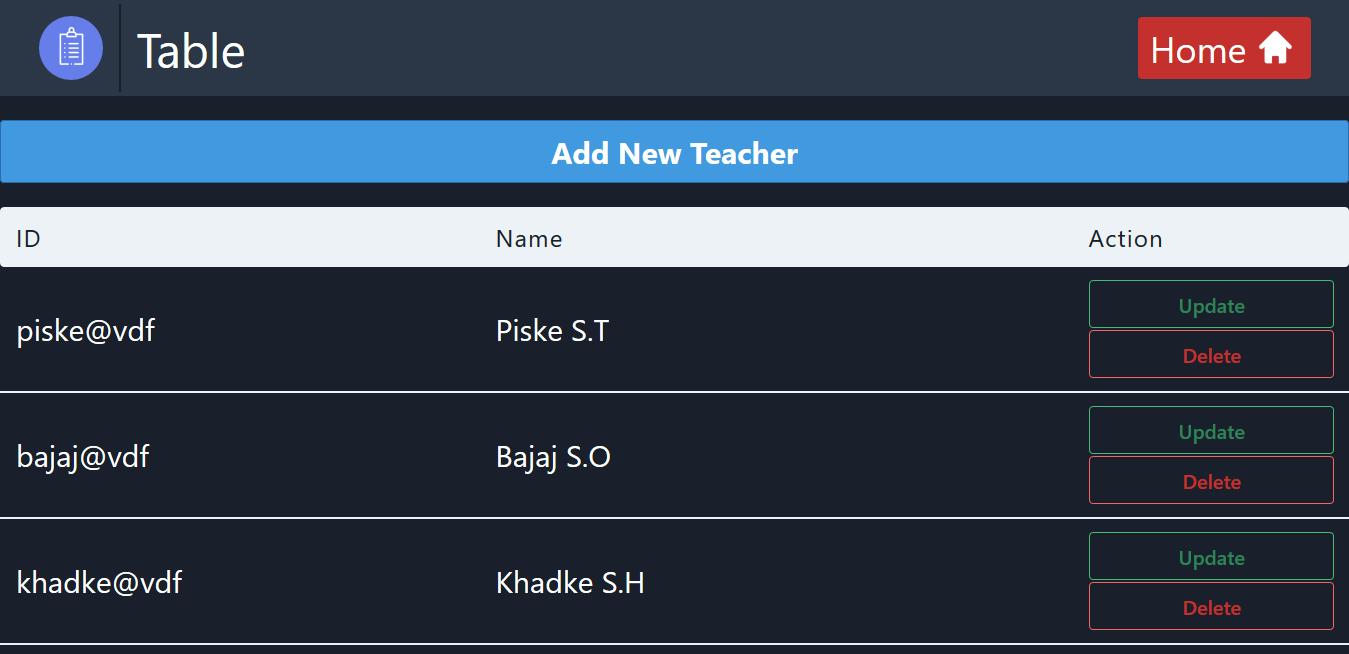 Table
Home
Add New Teacher
ID Name Action
piske@vdf Piske S.T Update
Delete
bajaj@vdf Bajaj S.O Update
Delete
khadke@vdf Khadke S.H Update
Delete